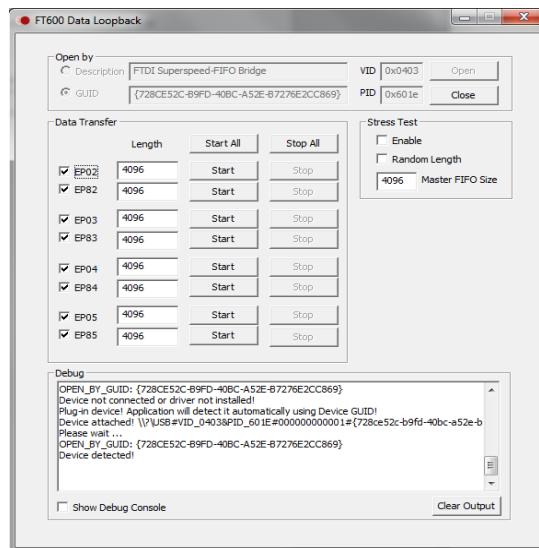 FT600 Data Loopback
Open by
Description FTDI Superspeed-FIFO Bridge VID 0x0403 Open
GUID {728CE52C-B9FD-40BC-A52E-B7276E2CC869} PID 0x601e Close
Data Transfer
Length Start All Stop All
EP02 4096 Start Stop
EP82 4096 Start Stop
EP03 4096 Start Stop
EP83 4096 Start Stop
EP04 4096 Start Stop
EP84 4096 Start Stop
EP05 4096 Start Stop
EP85 4096 Start Stop
Stress Test
Enable
Random Length
4096 Master FIFO Size
Debug
OPEN_BY_GUID: {728CE52C-B9FD-40BC-A52E-B7276E2CC869}
Device not connected or driver not installed!
Plug-in device! Application will detect it automatically using Device GUID!
Device attached! \\?\USB#VID_0403&PID_601E#000000000001#{728ce52c-b9fd-40bc-a52e-b
Please wait ...
OPEN_BY_GUID: {728CE52C-B9FD-40BC-A52E-B7276E2CC869}
Device detected!
Show Debug Console Clear Output